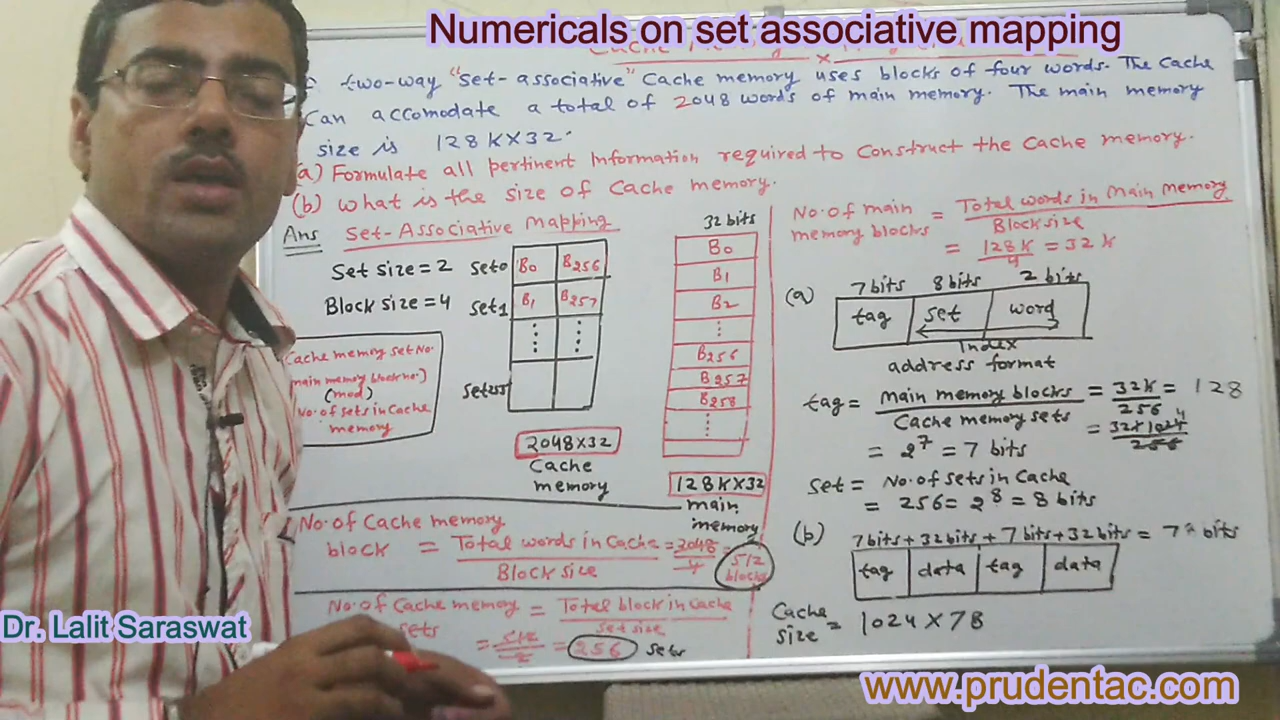 Numericals on set associative mapping
two-way "set-associative" Cache memory uses blocks of four words. The Cache
Can accomodate a total of 2048 words of main memory. The main memory
size is 128K×32.
(a) Formulate all pertinent Information required to Construct the Cache memory.
(b) What is the size of Cache memory.
Ans Set-Associative Mapping
Set size = 2
Block size = 4
Cache memory set No.
main memory block no.)
(mod)
No. of sets in Cache
memory
Set0 B0 B256
Set1 B1 B257
Set255
2048×32
Cache
memory
32 bits
B0
B1
B2
B256
B257
B258
128K×32
main
memory
No. of Cache memory
block = Total words in Cache / Block size = 2048 / 4 = 512
blocks
No. of Cache memory
sets = Total block in Cache / Set size
= 512 / 2 = 256 sets
No. of main
memory blocks = Total words in Main Memory / Block size
= 128K / 4 = 32 K
(a) 7 bits 8 bits 2 bits
tag set word
Index
address format
tag = Main memory blocks / Cache memory sets = 32K / 256 = 128
= 32×1024 4 / 256
= 2^7 = 7 bits
Set = No. of sets in Cache
= 256 = 2^8 = 8 bits
(b) 7 bits + 32 bits + 7 bits + 32 bits = bits
tag data tag data
Cache
size = 1024×78
Dr. Lalit Saraswat
www.prudentac.com